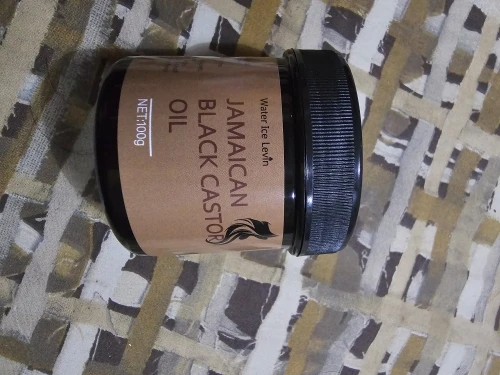 Water Ice Levin
JAMAICAN
BLACK CASTOR
OIL
NET:100g